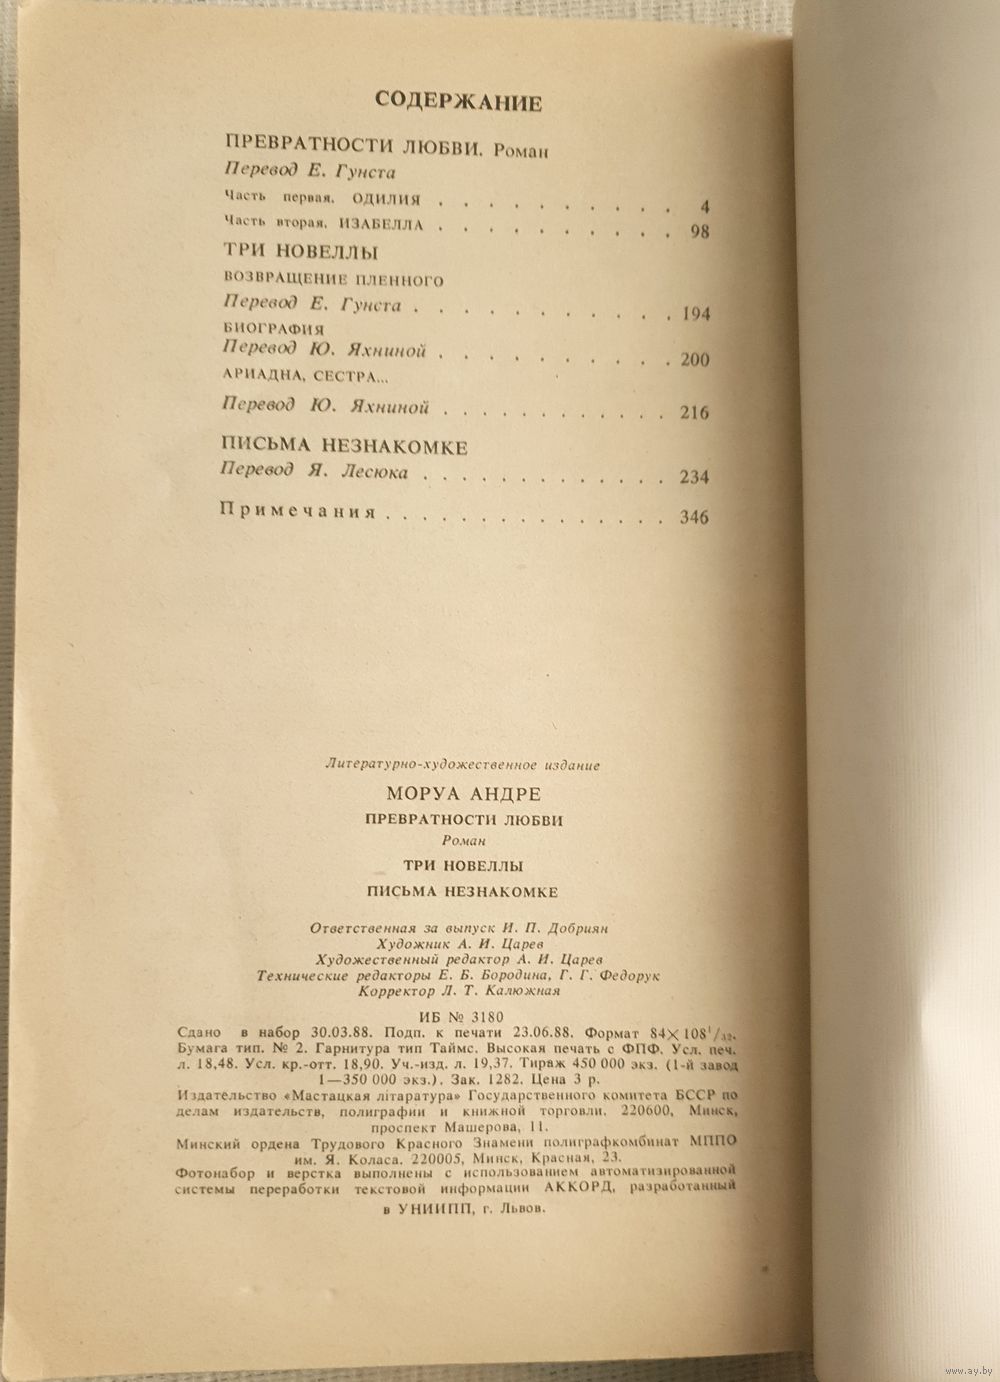 СОДЕРЖАНИЕ
ПРЕВРАТНОСТИ ЛЮБВИ. Роман
Перевод Е. Гунста
Часть первая. ОДИЛИЯ . . . . . . . . . . 4
Часть вторая. ИЗАБЕЛЛА . . . . . . . . . . 98
ТРИ НОВЕЛЛЫ
ВОЗВРАЩЕНИЕ ПЛЕННОГО
Перевод Е. Гунста . . . . . . . . . . . 194
БИОГРАФИЯ
Перевод Ю. Яхниной . . . . . . . . . . 200
АРИАДНА, СЕСТРА...
Перевод Ю. Яхниной . . . . . . . . . . 216
ПИСЬМА НЕЗНАКОМКЕ
Перевод Я. Лесюка . . . . . . . . . . . 234
Примечания . . . . . . . . . . . . . 346
Литературно-художественное издание
МОРУА АНДРЕ
ПРЕВРАТНОСТИ ЛЮБВИ
Роман
ТРИ НОВЕЛЛЫ
ПИСЬМА НЕЗНАКОМКЕ
Ответственная за выпуск И. П. Добриян
Художник А. И. Царев
Художественный редактор А. И. Царев
Технические редакторы Е. Б. Бородина, Г. Г. Федорук
Корректор Л. Т. Калюжная
ИБ № 3180
Сдано в набор 30.03.88. Подп. к печати 23.06.88. Формат 84×108¹/₃₂.
Бумага тип. № 2. Гарнитура тип Таймс. Высокая печать с ФПФ. Усл. печ.
л. 18,48. Усл. кр.-отт. 18,90. Уч.-изд. л. 19,37. Тираж 450 000 экз. (1-й завод
1—350 000 экз.). Зак. 1282. Цена 3 р.
Издательство «Мастацкая літаратура» Государственного комитета БССР по
делам издательств, полиграфии и книжной торговли. 220600, Минск,
проспект Машерова, 11.
Минский ордена Трудового Красного Знамени полиграфкомбинат МППО
им. Я. Коласа. 220005, Минск, Красная, 23.
Фотонабор и верстка выполнены с использованием автоматизированной
системы переработки текстовой информации АККОРД, разработанный
в УНИИПП, г. Львов.
www.ay.by